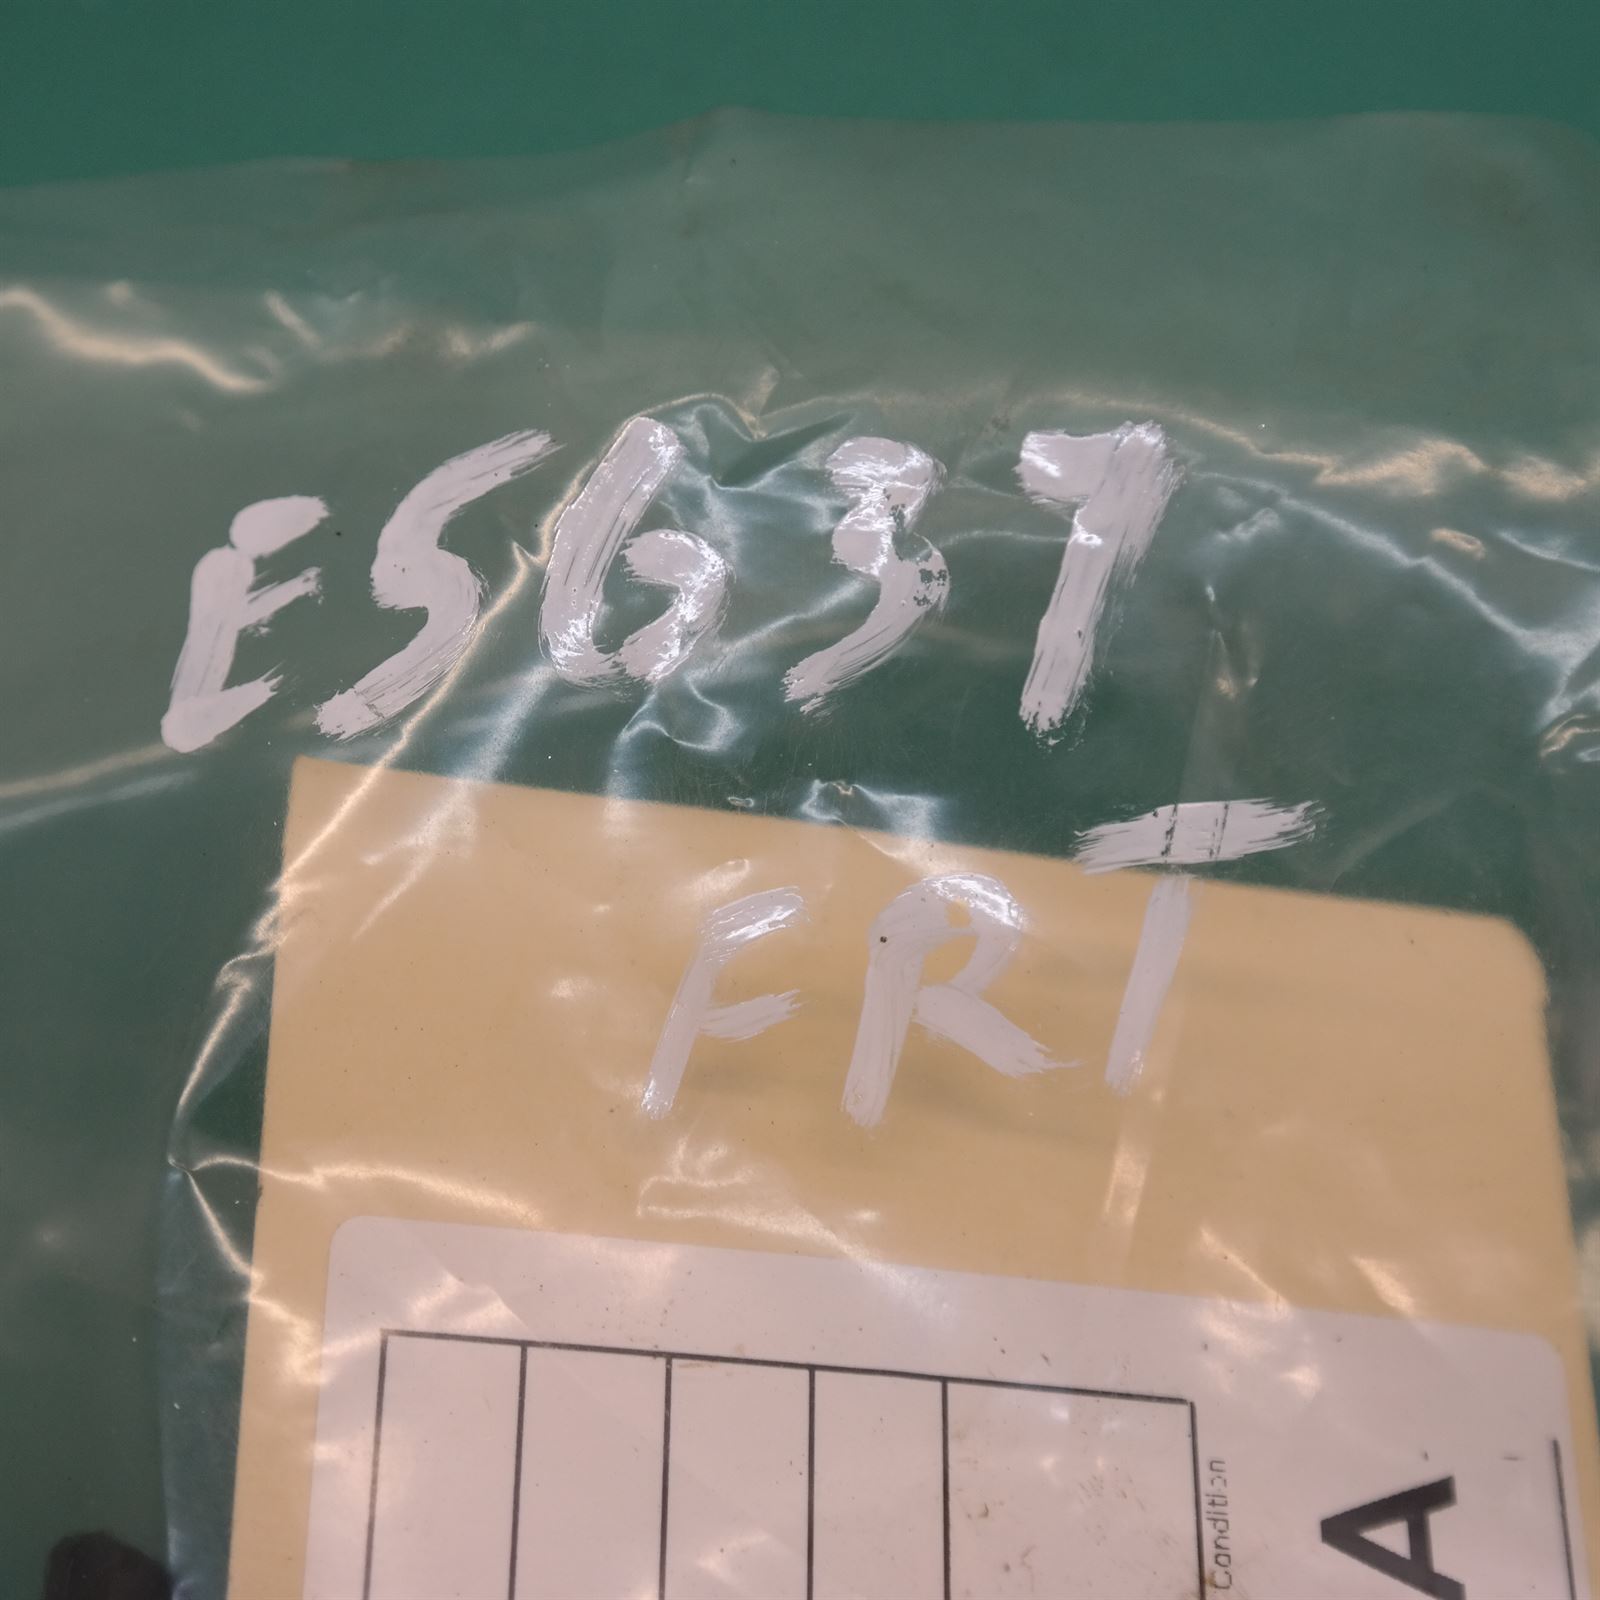 ES637
FRT
Condition
A